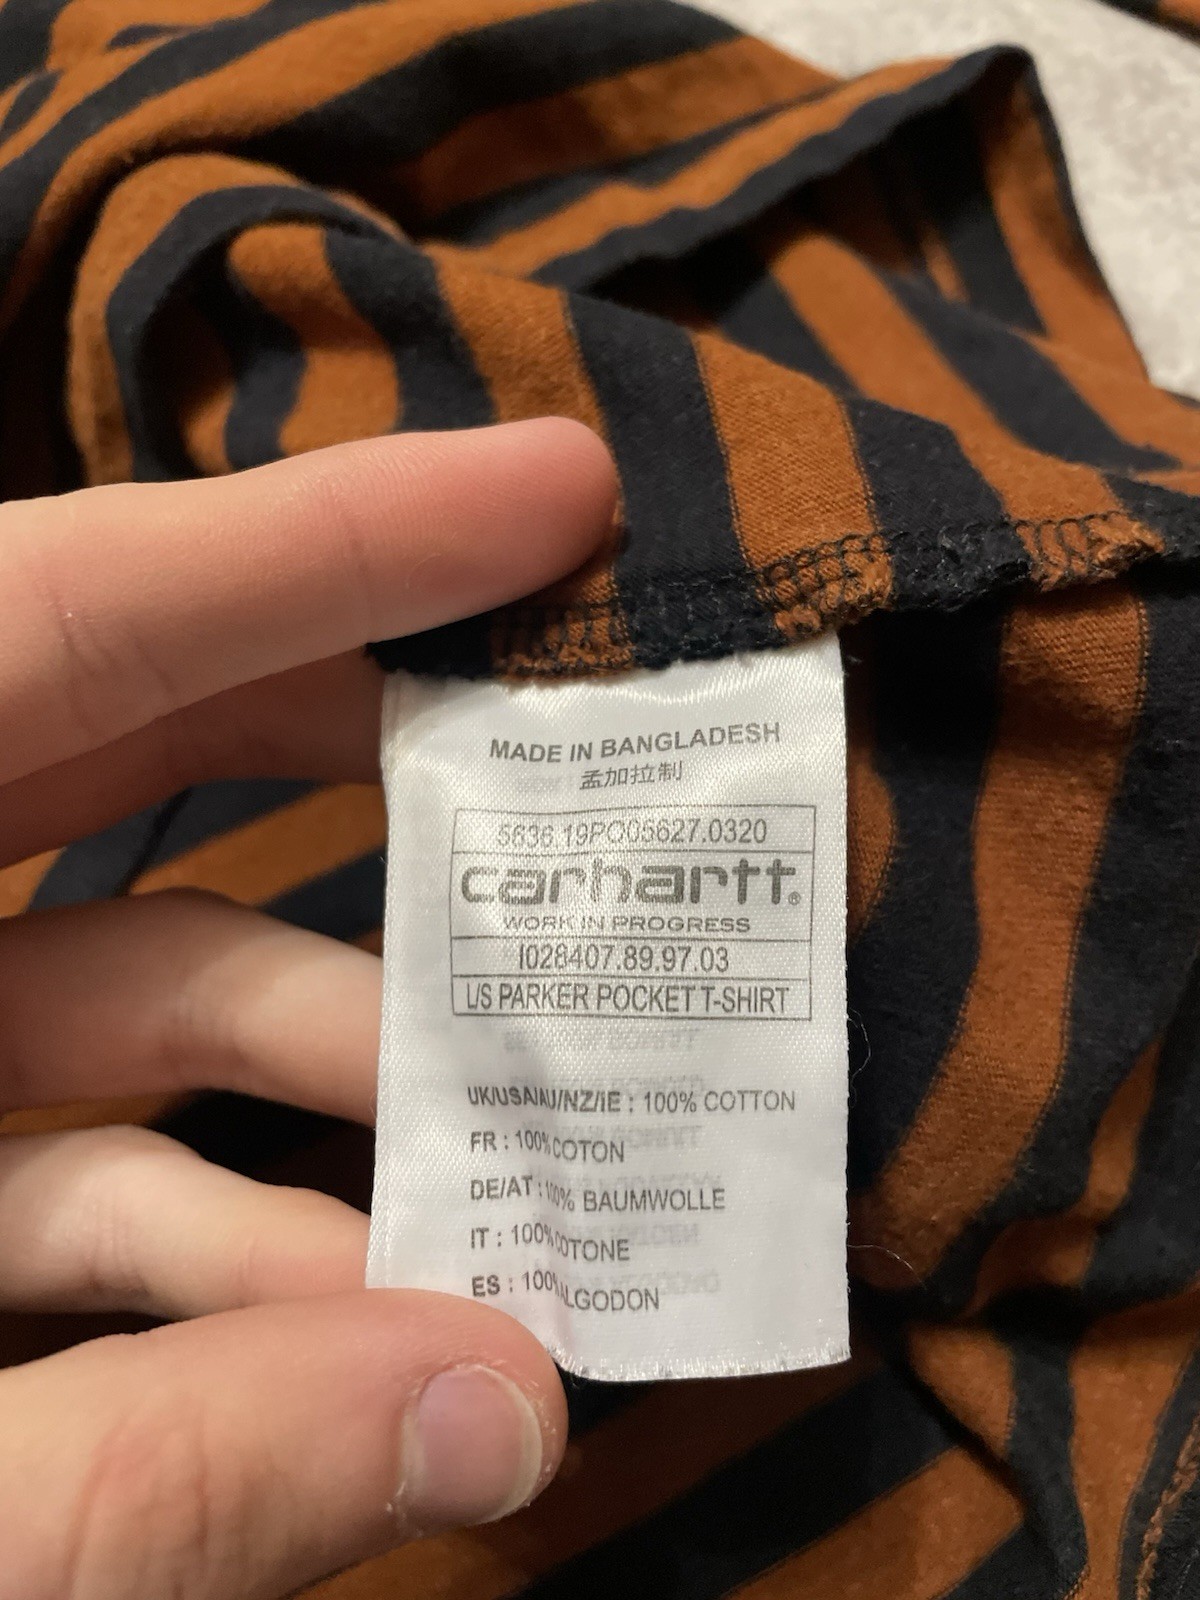 MADE IN BANGLADESH
孟加拉制
5636 19PO05627.0320
carhartt®
WORK IN PROGRESS
I028407.89.97.03
L/S PARKER POCKET T-SHIRT
UK/USA/AU/NZ/IE : 100% COTTON
FR : 100% COTON
DE/AT : 100% BAUMWOLLE
IT : 100% COTONE
ES : 100% ALGODON